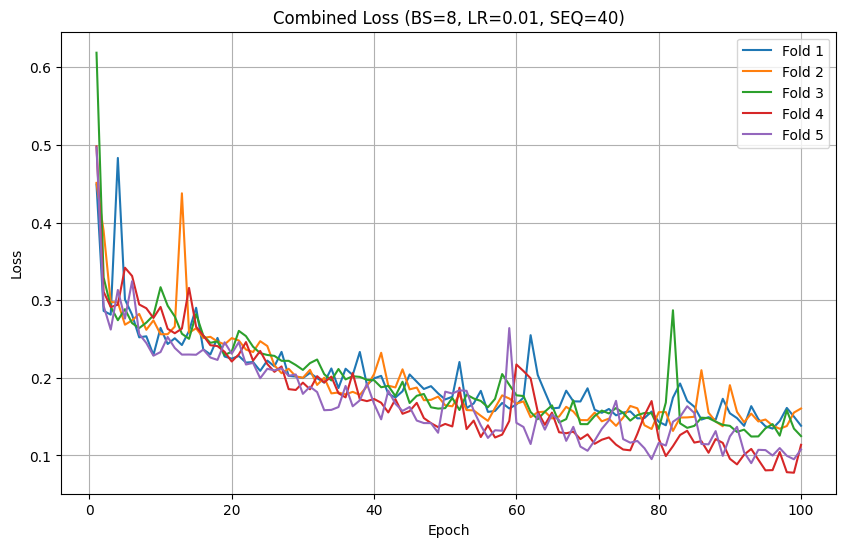 Combined Loss (BS=8, LR=0.01, SEQ=40)
Fold 1
Fold 2
Fold 3
Fold 4
Fold 5
Loss
0.6
0.5
0.4
0.3
0.2
0.1
0 20 40 60 80 100
Epoch